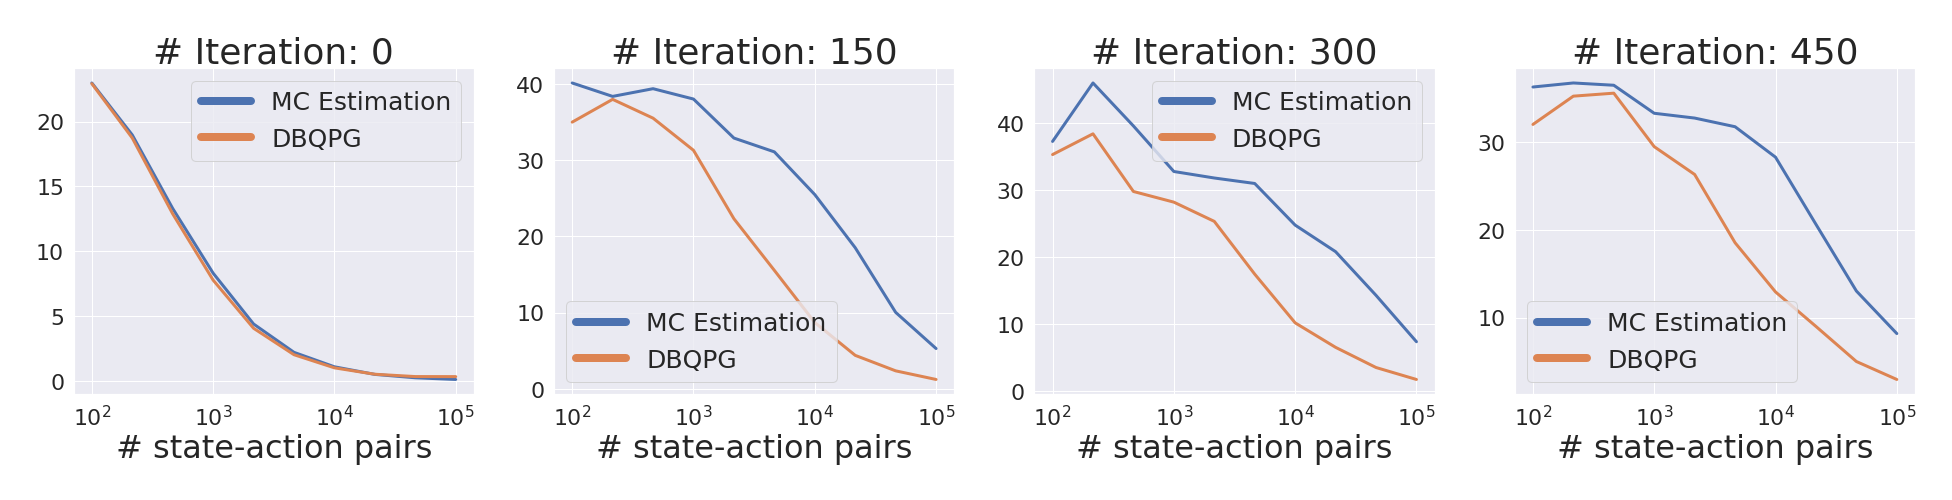 # Iteration: 0
MC Estimation
DBQPG
20
15
10
5
0
10²
10³
10⁴
10⁵
# state-action pairs
# Iteration: 150
MC Estimation
DBQPG
40
30
20
10
0
10²
10³
10⁴
10⁵
# state-action pairs
# Iteration: 300
MC Estimation
DBQPG
40
30
20
10
0
10²
10³
10⁴
10⁵
# state-action pairs
# Iteration: 450
MC Estimation
DBQPG
30
20
10
10²
10³
10⁴
10⁵
# state-action pairs